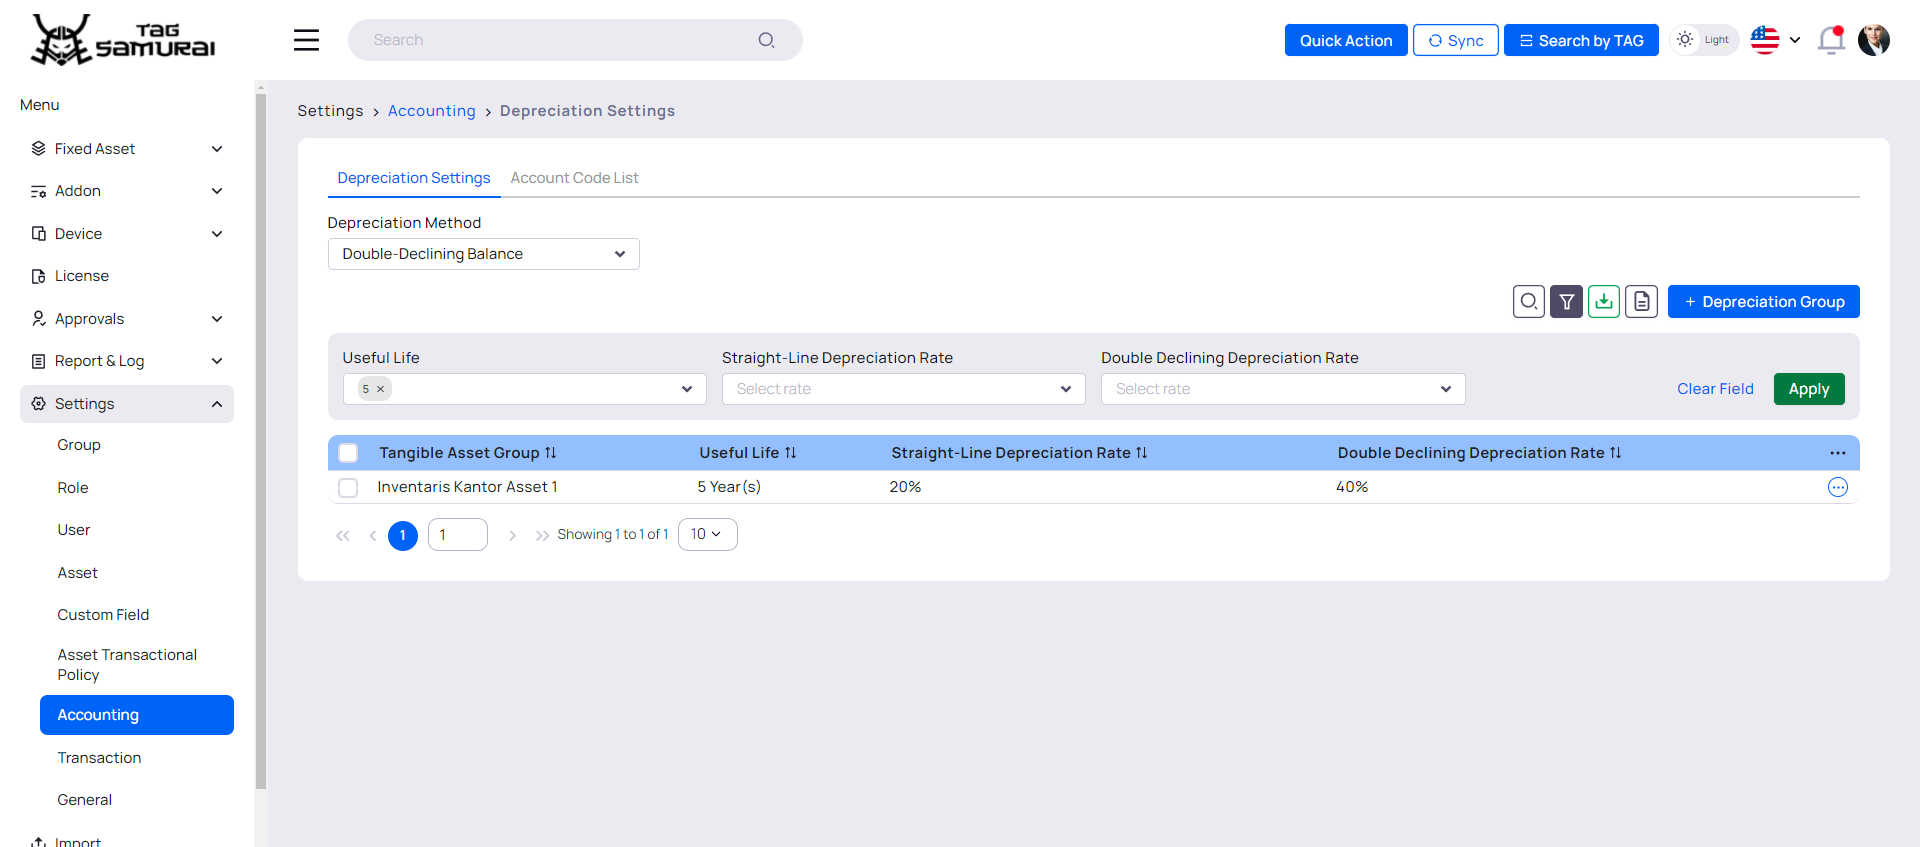 TAG
SAMURAI
Search
Quick Action
Sync
Search by TAG
Light
Menu
Fixed Asset
Addon
Device
License
Approvals
Report & Log
Settings
Group
Role
User
Asset
Custom Field
Asset Transactional
Policy
Accounting
Transaction
General
Import
Settings > Accounting > Depreciation Settings
Depreciation Settings
Account Code List
Depreciation Method
Double-Declining Balance
+ Depreciation Group
Useful Life
Straight-Line Depreciation Rate
Double Declining Depreciation Rate
5 ×
Select rate
Select rate
Clear Field
Apply
Tangible Asset Group
Useful Life
Straight-Line Depreciation Rate
Double Declining Depreciation Rate
Inventaris Kantor Asset 1
5 Year(s)
20%
40%
1
1
Showing 1 to 1 of 1
10